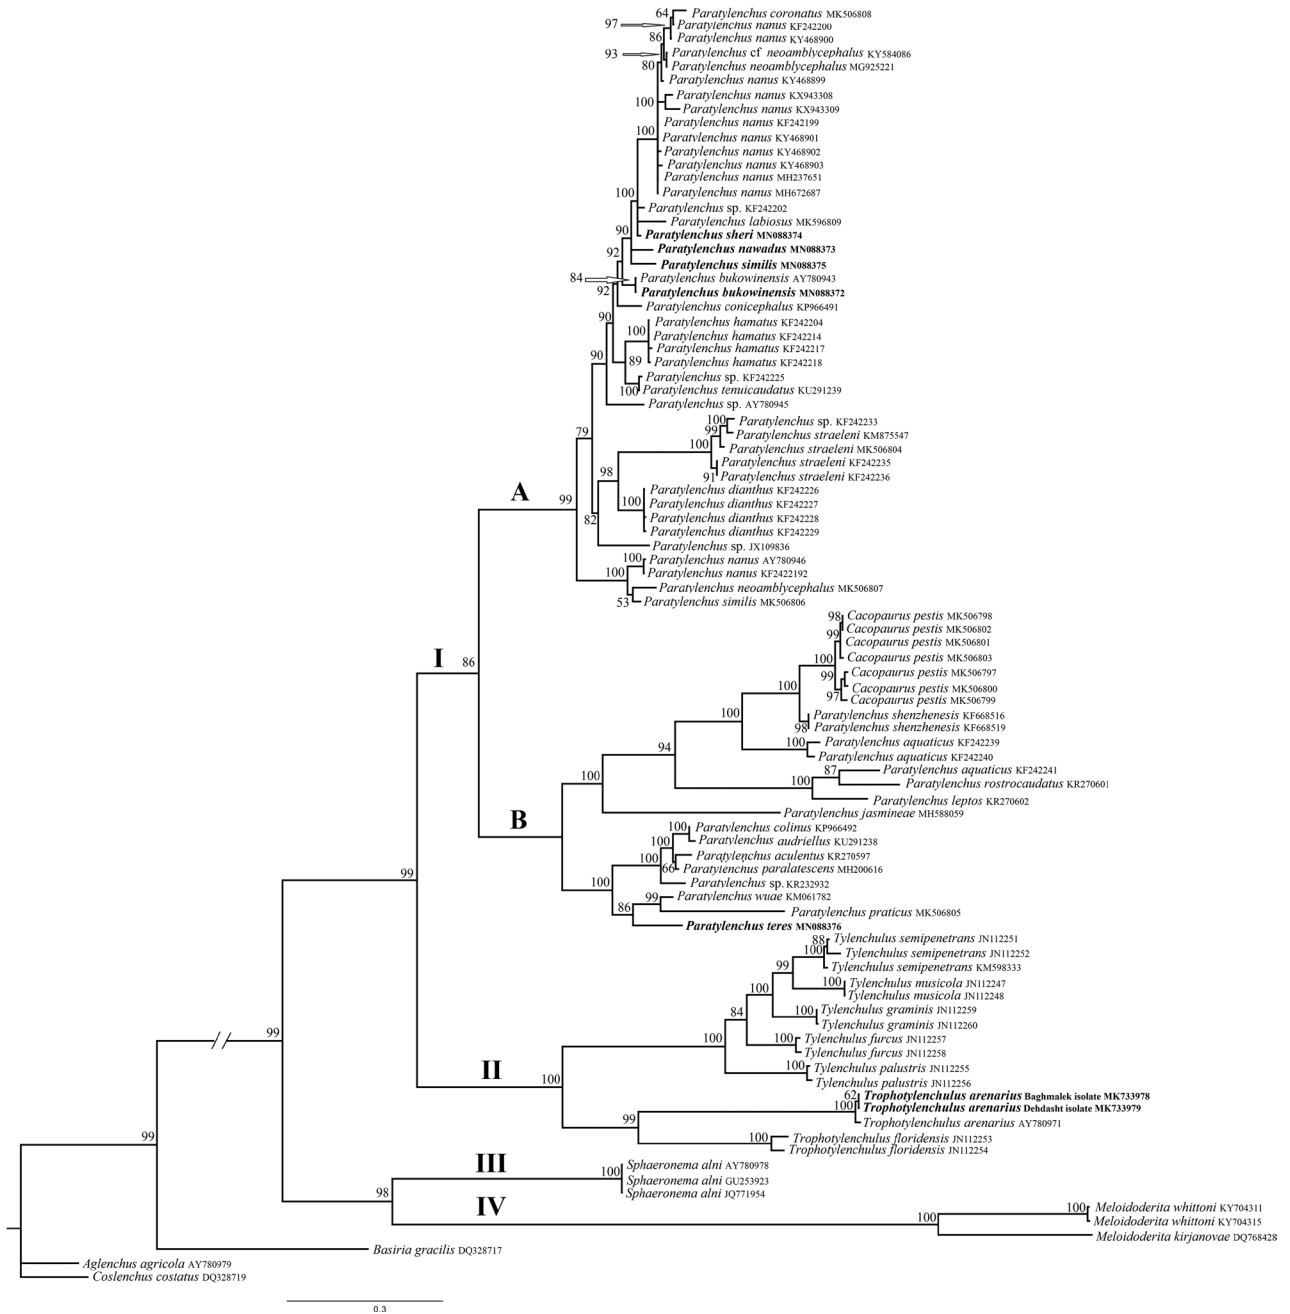 64
Paratylenchus coronatus MK506808
97
Paratylenchus nanus KF242200
86
Paratylenchus nanus KY468900
93
Paratylenchus cf neoamblycephalus KY584086
80
Paratylenchus neoamblycephalus MG925221
Paratylenchus nanus KY468899
100
Paratylenchus nanus KX943308
Paratylenchus nanus KX943309
Paratylenchus nanus KF242199
100
Paratylenchus nanus KY468901
Paratylenchus nanus KY468902
Paratylenchus nanus KY468903
Paratylenchus nanus MH237651
100
Paratylenchus nanus MH672687
Paratylenchus sp. KF242202
Paratylenchus labiosus MK596809
90
Paratylenchus sheri MN088374
92
Paratylenchus nawadus MN088373
Paratylenchus similis MN088375
84
Paratylenchus bukowinensis AY780943
92
Paratylenchus bukowinensis MN088372
Paratylenchus conicephalus KP966491
90
Paratylenchus hamatus KF242204
100
Paratylenchus hamatus KF242214
Paratylenchus hamatus KF242217
90
89
Paratylenchus hamatus KF242218
Paratylenchus sp. KF242225
100
Paratylenchus tenuicaudatus KU291239
Paratylenchus sp. AY780945
100
Paratylenchus sp. KF242233
79
99
Paratylenchus straeleni KM875547
100
Paratylenchus straeleni MK506804
Paratylenchus straeleni KF242235
98
91
Paratylenchus straeleni KF242236
A
Paratylenchus dianthus KF242226
99
100
Paratylenchus dianthus KF242227
82
Paratylenchus dianthus KF242228
Paratylenchus dianthus KF242229
Paratylenchus sp. JX109836
100
Paratylenchus nanus AY780946
100
Paratylenchus nanus KF2422192
Paratylenchus neoamblycephalus MK506807
53
Paratylenchus similis MK506806
98
Cacopaurus pestis MK506798
Cacopaurus pestis MK506802
99
Cacopaurus pestis MK506801
I
86
100
Cacopaurus pestis MK506803
99
Cacopaurus pestis MK506797
100
Cacopaurus pestis MK506800
97
Cacopaurus pestis MK506799
100
Paratylenchus shenzhenesis KF668516
98
Paratylenchus shenzhenesis KF668519
94
100
Paratylenchus aquaticus KF242239
Paratylenchus aquaticus KF242240
100
87
Paratylenchus aquaticus KF242241
100
Paratylenchus rostrocaudatus KR270601
Paratylenchus leptos KR270602
B
Paratylenchus jasmineae MH588059
100
Paratylenchus colinus KP966492
100
Paratylenchus audriellus KU291238
100
Paratylenchus aculentus KR270597
66
Paratylenchus paralatescens MH200616
99
100
Paratylenchus sp. KR232932
99
Paratylenchus wuae KM061782
86
Paratylenchus praticus MK506805
Paratylenchus teres MN088376
88
Tylenchulus semipenetrans JN112251
100
Tylenchulus semipenetrans JN112252
99
Tylenchulus semipenetrans KM598333
100
100
Tylenchulus musicola JN112247
Tylenchulus musicola JN112248
84
100
Tylenchulus graminis JN112259
Tylenchulus graminis JN112260
99
100
100
Tylenchulus furcus JN112257
Tylenchulus furcus JN112258
II
100
100
Tylenchulus palustris JN112255
Tylenchulus palustris JN112256
62
Trophotylenchulus arenarius Baghmalek isolate MK733978
100
Trophotylenchulus arenarius Dehdasht isolate MK733979
99
Trophotylenchulus arenarius AY780971
99
100
Trophotylenchulus floridensis JN112253
Trophotylenchulus floridensis JN112254
III
100
Sphaeronema alni AY780978
Sphaeronema alni GU253923
98
Sphaeronema alni JQ771954
IV
100
Meloidoderita whittoni KY704311
100
Meloidoderita whittoni KY704315
Meloidoderita kirjanovae DQ768428
Basiria gracilis DQ328717
Aglenchus agricola AY780979
Coslenchus costatus DQ328719
0.3